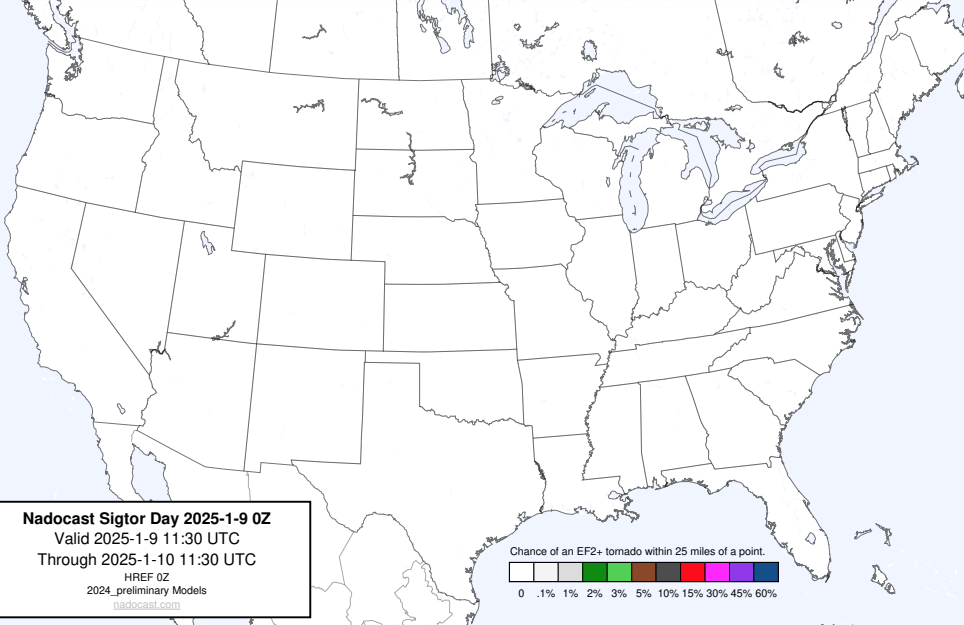 Nadocast Sigtor Day 2025-1-9 0Z
Valid 2025-1-9 11:30 UTC
Through 2025-1-10 11:30 UTC
HREF 0Z
2024_preliminary Models
nadocast.com
Chance of an EF2+ tornado within 25 miles of a point.
0 .1% 1% 2% 3% 5% 10% 15% 30% 45% 60%